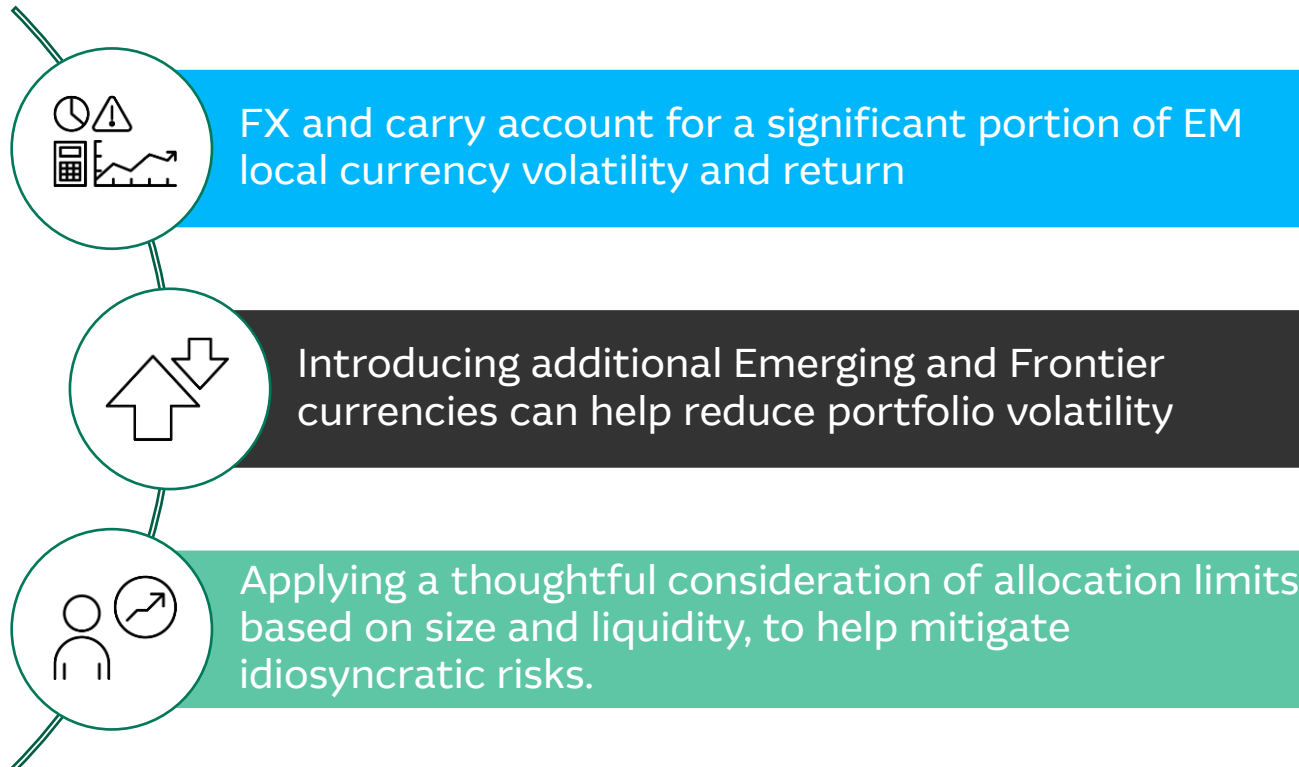 FX and carry account for a significant portion of EM
local currency volatility and return
Introducing additional Emerging and Frontier
currencies can help reduce portfolio volatility
Applying a thoughtful consideration of allocation limits
based on size and liquidity, to help mitigate
idiosyncratic risks.